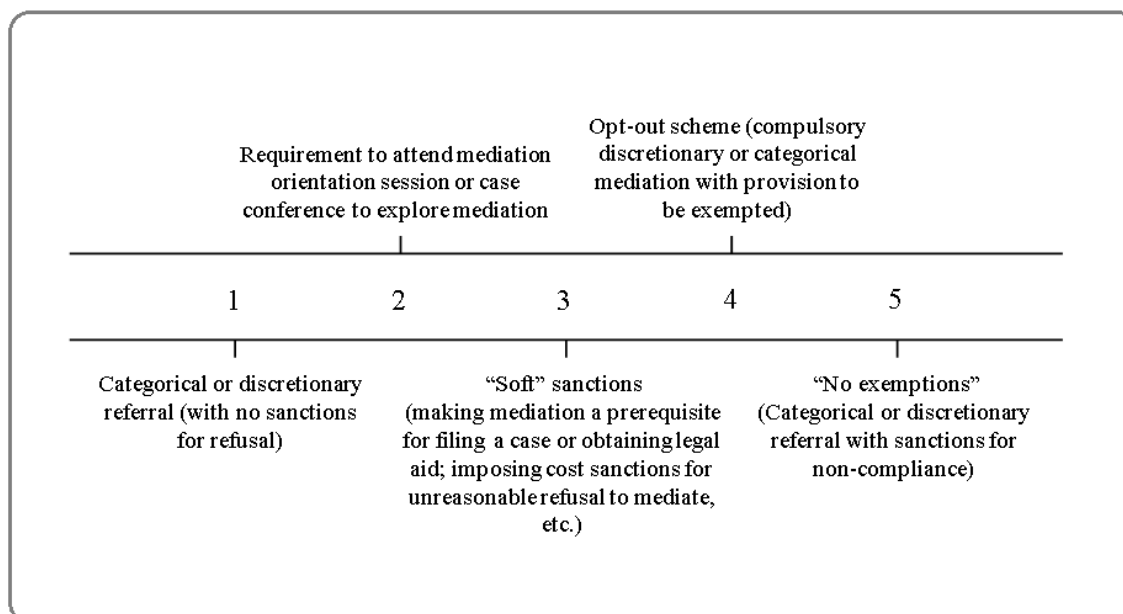 Requirement to attend mediation
orientation session or case
conference to explore mediation
Opt-out scheme (compulsory
discretionary or categorical
mediation with provision to
be exempted)
1
2
3
4
5
Categorical or discretionary
referral (with no sanctions
for refusal)
“Soft” sanctions
(making mediation a prerequisite
for filing a case or obtaining legal
aid; imposing cost sanctions for
unreasonable refusal to mediate,
etc.)
“No exemptions”
(Categorical or discretionary
referral with sanctions for
non-compliance)